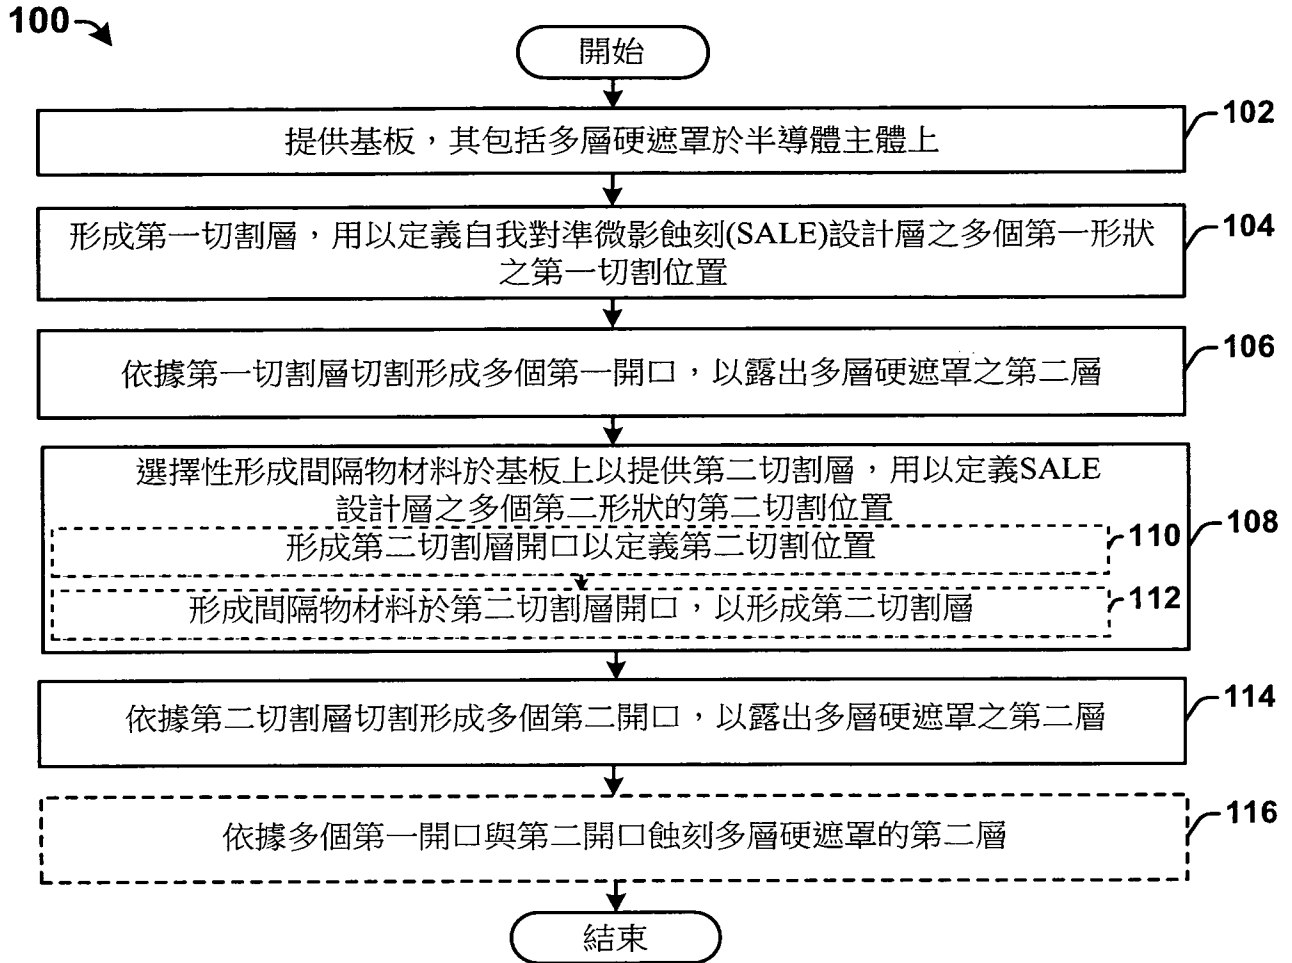 100
開始
提供基板，其包括多層硬遮罩於半導體主體上
102
形成第一切割層，用以定義自我對準微影蝕刻(SALE)設計層之多個第一形狀
之第一切割位置
104
依據第一切割層切割形成多個第一開口，以露出多層硬遮罩之第二層
106
選擇性形成間隔物材料於基板上以提供第二切割層，用以定義SALE
設計層之多個第二形狀的第二切割位置
108
形成第二切割層開口以定義第二切割位置
110
形成間隔物材料於第二切割層開口，以形成第二切割層
112
依據第二切割層切割形成多個第二開口，以露出多層硬遮罩之第二層
114
依據多個第一開口與第二開口蝕刻多層硬遮罩的第二層
116
結束